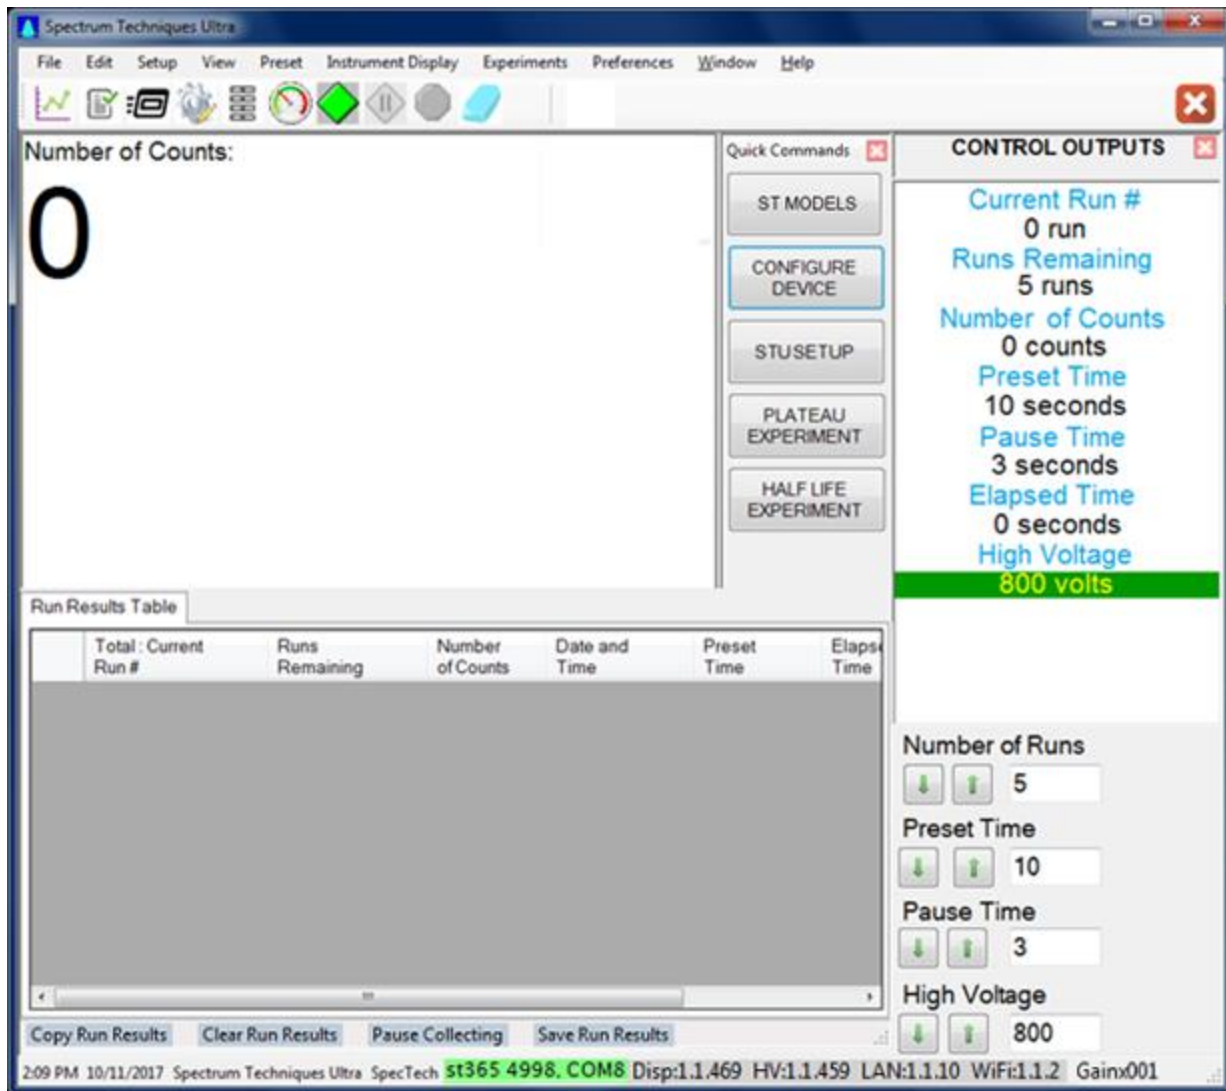 Spectrum Techniques Ultra
File Edit Setup View Preset Instrument Display Experiments Preferences Window Help
Number of Counts:
0
Quick Commands
ST MODELS
CONFIGURE
DEVICE
STU SETUP
PLATEAU
EXPERIMENT
HALF LIFE
EXPERIMENT
CONTROL OUTPUTS
Current Run #
0 run
Runs Remaining
5 runs
Number of Counts
0 counts
Preset Time
10 seconds
Pause Time
3 seconds
Elapsed Time
0 seconds
High Voltage
800 volts
Run Results Table
Total : Current Runs Number Date and Preset Elapse
Run # Remaining of Counts Time Time Time
Number of Runs
5
Preset Time
10
Pause Time
3
High Voltage
800
Copy Run Results Clear Run Results Pause Collecting Save Run Results
2:09 PM 10/11/2017 Spectrum Techniques Ultra SpecTech st365 4998, COM8 Disp:1.1.469 HV:1.1.459 LAN:1.1.10 WiFi:1.1.2 Gainx001